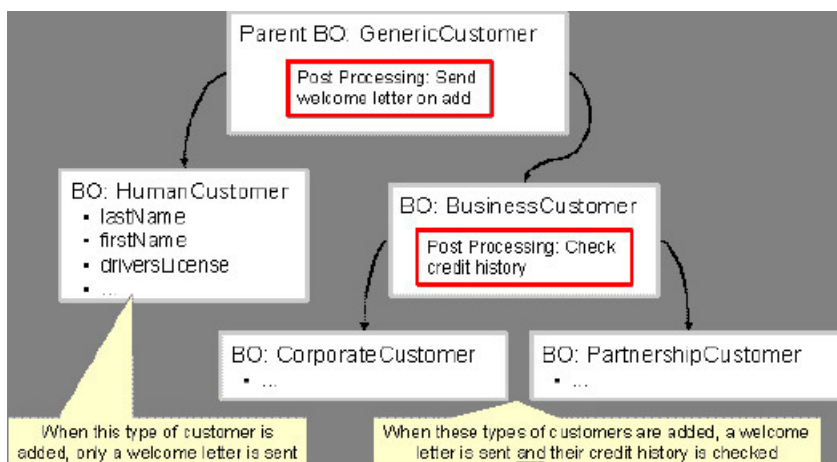 Parent BO: GenericCustomer
Post Processing: Send
welcome letter on add
BO: HumanCustomer
▪ lastName
▪ firstName
▪ driversLicense
▪ ...
BO: BusinessCustomer
Post Processing: Check
credit history
BO: CorporateCustomer
▪ ...
BO: PartnershipCustomer
▪ ...
When this type of customer is
added, only a welcome letter is sent
When these types of customers are added, a welcome
letter is sent and their credit history is checked